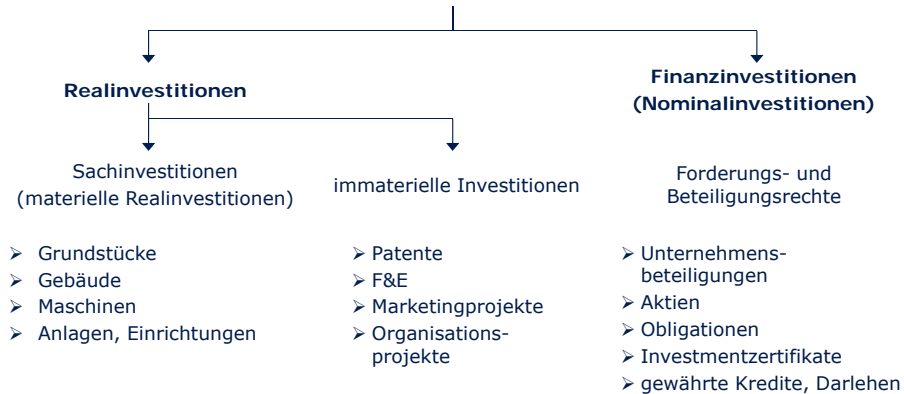 Realinvestitionen
Finanzinvestitionen
(Nominalinvestitionen)
Sachinvestitionen
(materielle Realinvestitionen)
immaterielle Investitionen
Forderungs- und
Beteiligungsrechte
➢ Grundstücke
➢ Gebäude
➢ Maschinen
➢ Anlagen, Einrichtungen
➢ Patente
➢ F&E
➢ Marketingprojekte
➢ Organisations-
projekte
➢ Unternehmens-
beteiligungen
➢ Aktien
➢ Obligationen
➢ Investmentzertifikate
➢ gewährte Kredite, Darlehen